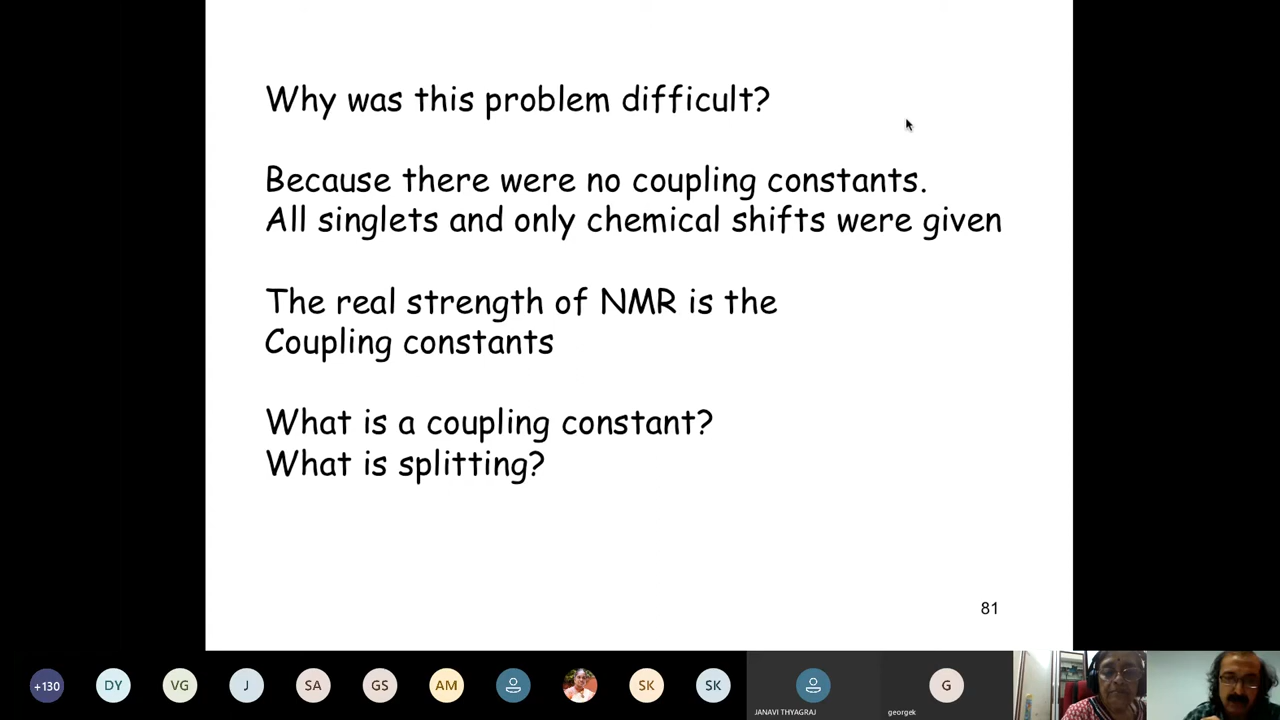 Why was this problem difficult?
Because there were no coupling constants.
All singlets and only chemical shifts were given
The real strength of NMR is the
Coupling constants
What is a coupling constant?
What is splitting?
81
+130
DY
VG
J
SA
GS
AM
SK
SK
G
JANAVI THYAGRAJ
georgek